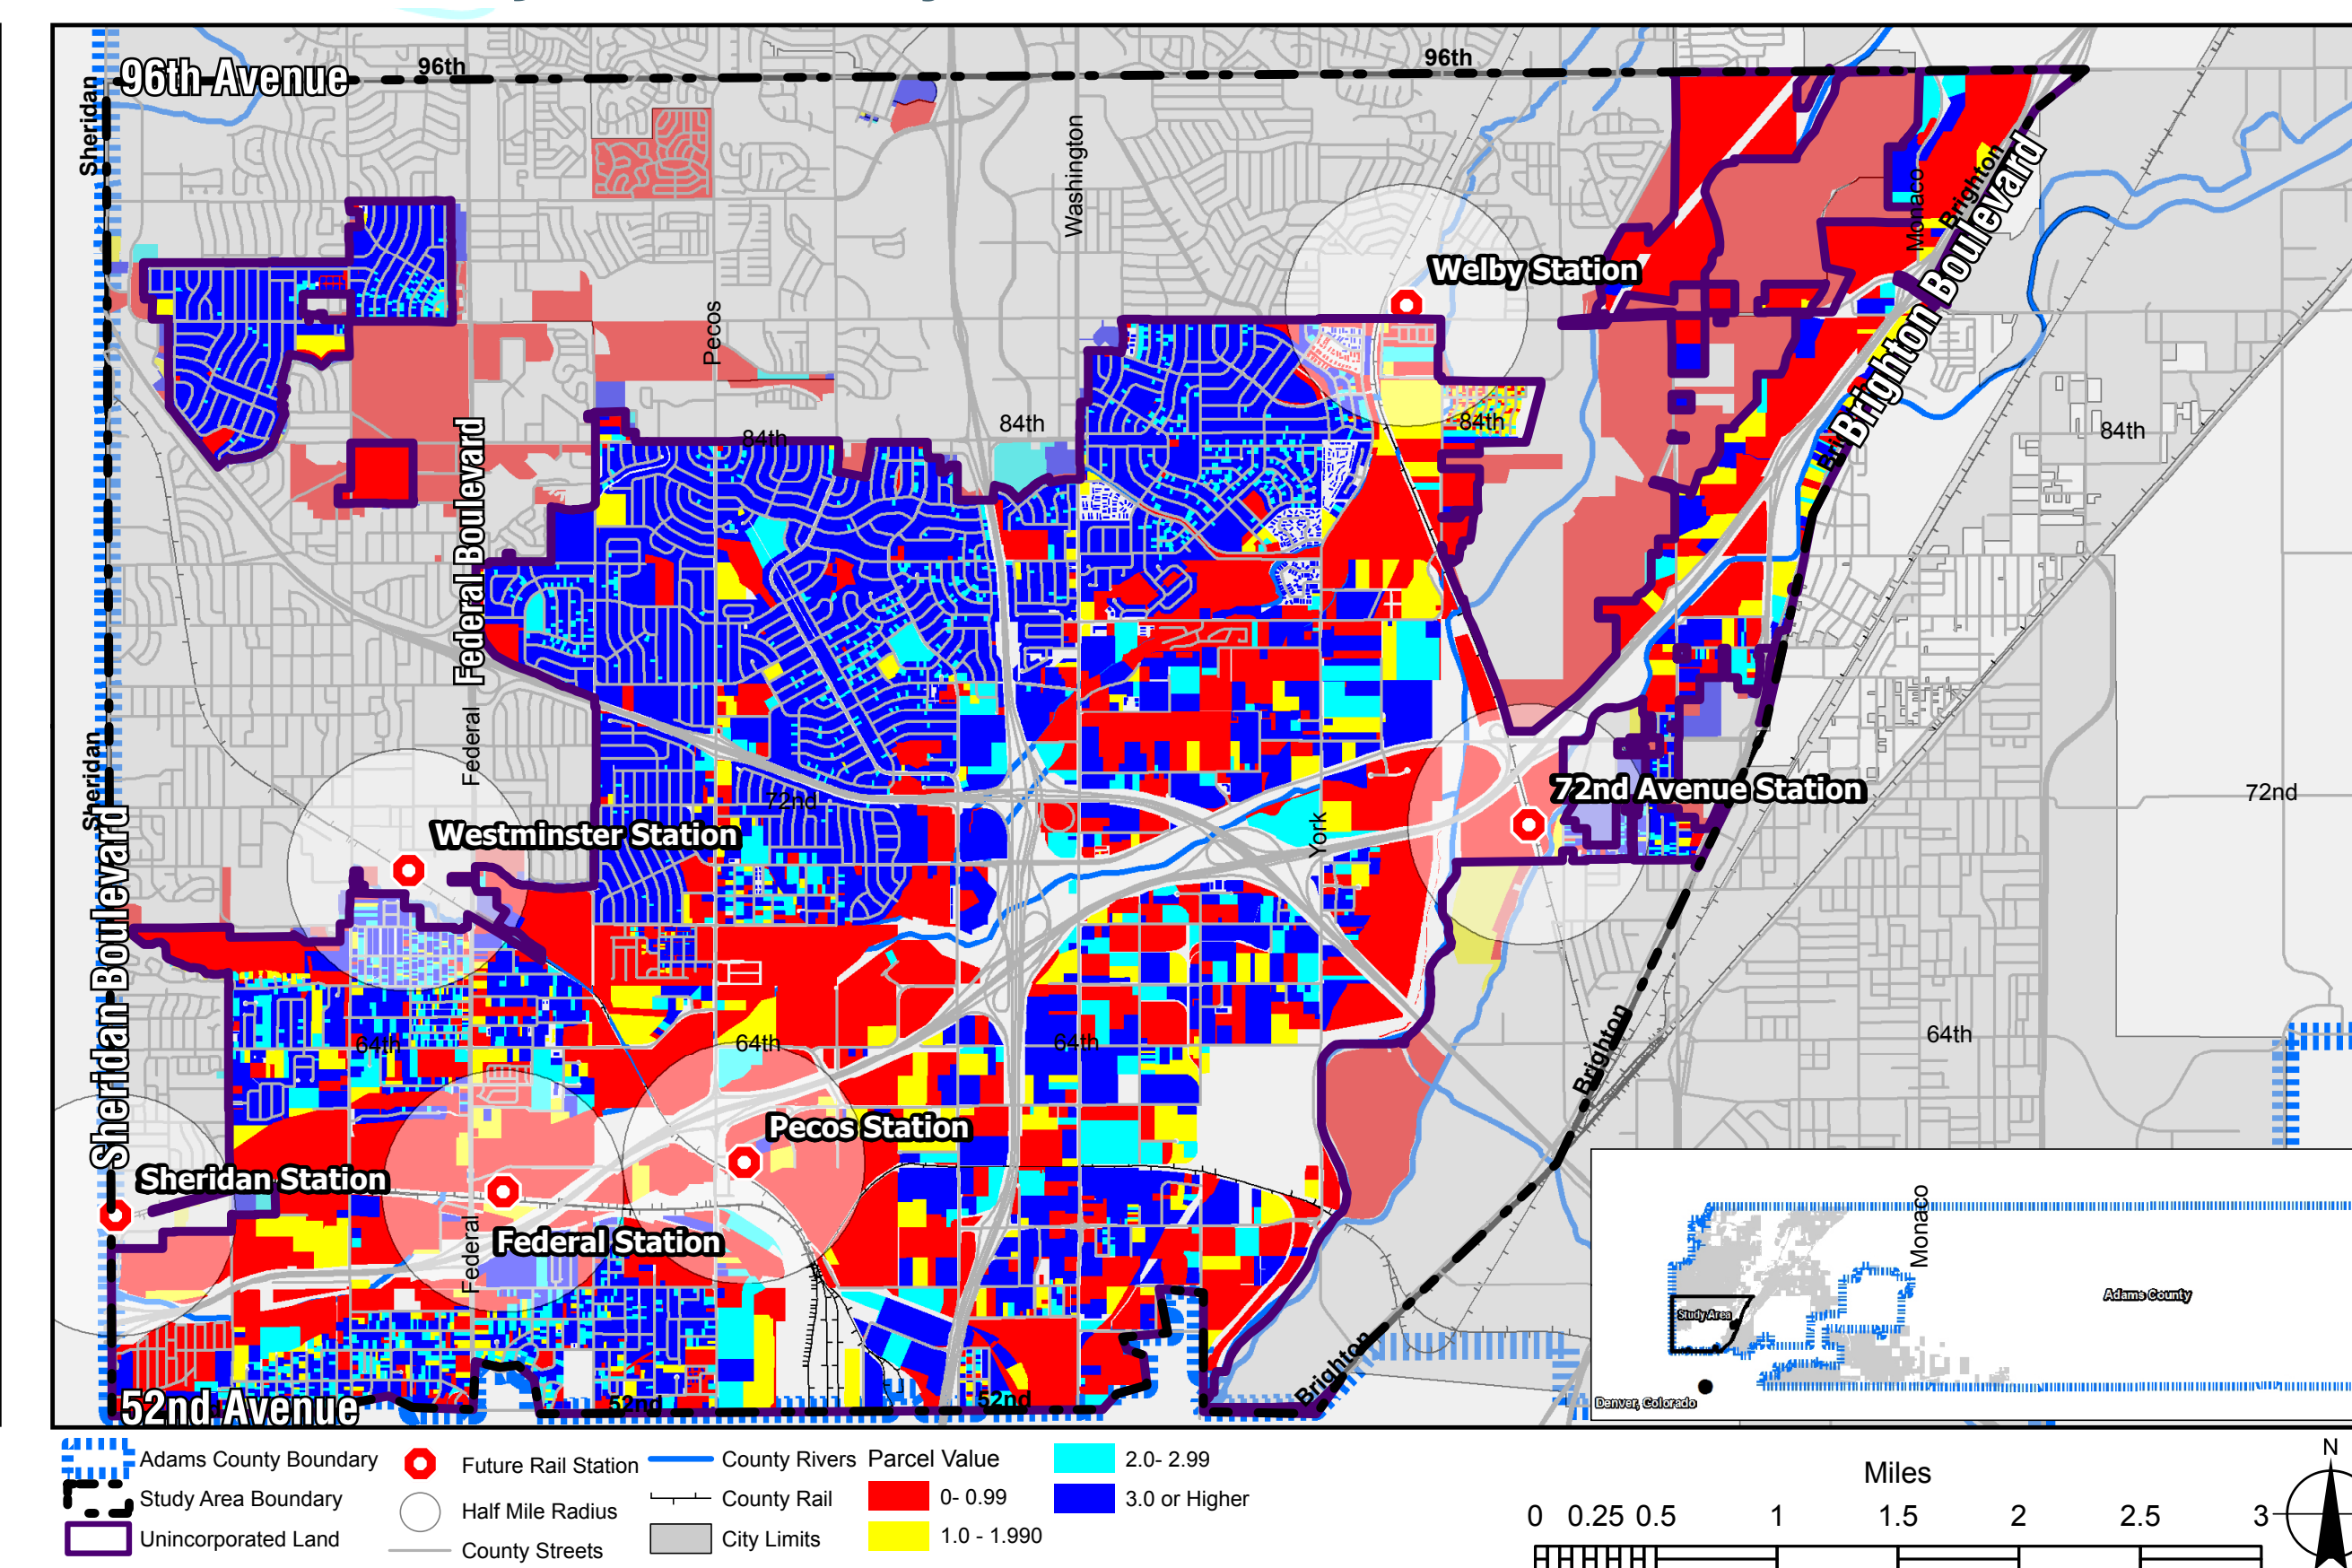 96th Avenue
96th
96th
Sheridan
Washington
Monaco
Brighton
Brighton Boulevard
Welby Station
Pecos
84th
84th
84th
84th
Federal Boulevard
Brighton Boulevard
Federal
Sheridan
72nd
72nd Avenue Station
72nd
York
Westminster Station
Sheridan Boulevard
64th
64th
64th
64th
Brighton
Pecos Station
Sheridan Station
Federal Station
Federal
Monaco
Adams County
Study Area
Denver, Colorado
Brighton
52nd Avenue
52nd
52nd
Adams County Boundary
Study Area Boundary
Unincorporated Land
Future Rail Station
Half Mile Radius
County Streets
County Rivers
County Rail
City Limits
Parcel Value
0- 0.99
1.0 - 1.990
2.0- 2.99
3.0 or Higher
Miles
0 0.25 0.5 1 1.5 2 2.5 3
N